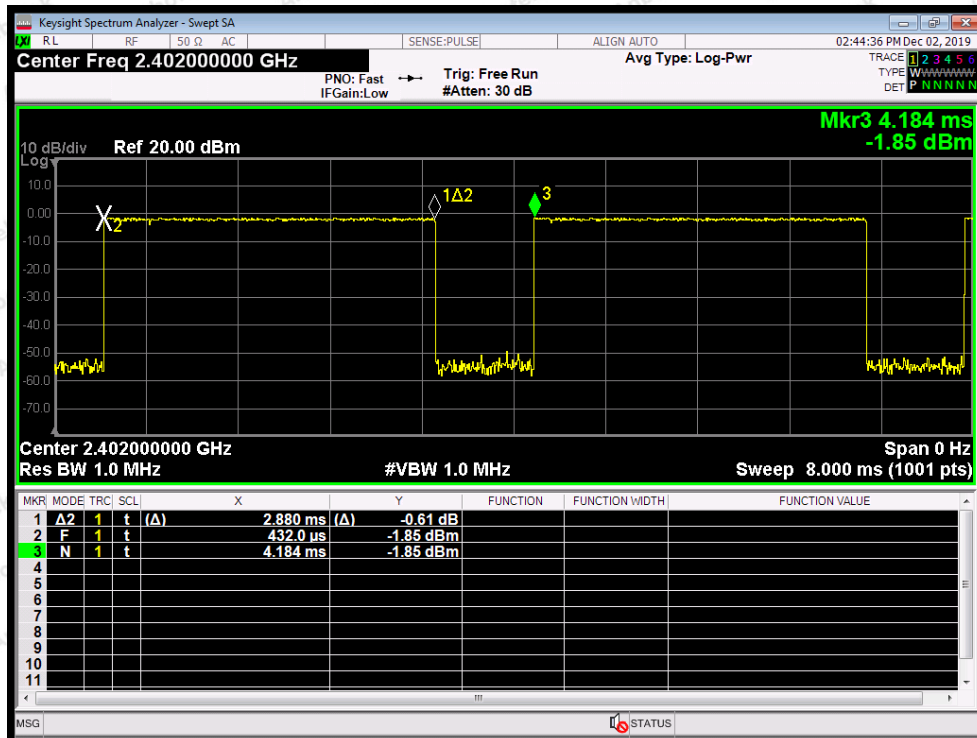 Keysight Spectrum Analyzer - Swept SA
LXI RL RF 50 Ω AC SENSE:PULSE ALIGN AUTO 02:44:36 PM Dec 02, 2019
Center Freq 2.402000000 GHz Avg Type: Log-Pwr TRACE 1 2 3 4 5 6
PNO: Fast Trig: Free Run TYPE WWWWWW
IFGain:Low #Atten: 30 dB DET P N N N N N
Mkr3 4.184 ms
10 dB/div Ref 20.00 dBm -1.85 dBm
Log
10.0
1Δ2 3
0.00
2
-10.0
-20.0
-30.0
-40.0
-50.0
-60.0
-70.0
Center 2.402000000 GHz Span 0 Hz
Res BW 1.0 MHz #VBW 1.0 MHz Sweep 8.000 ms (1001 pts)
MKR MODE TRC SCL X Y FUNCTION FUNCTION WIDTH FUNCTION VALUE
1 Δ2 1 t (Δ) 2.880 ms (Δ) -0.61 dB
2 F 1 t 432.0 µs -1.85 dBm
3 N 1 t 4.184 ms -1.85 dBm
4
5
6
7
8
9
10
11
MSG STATUS